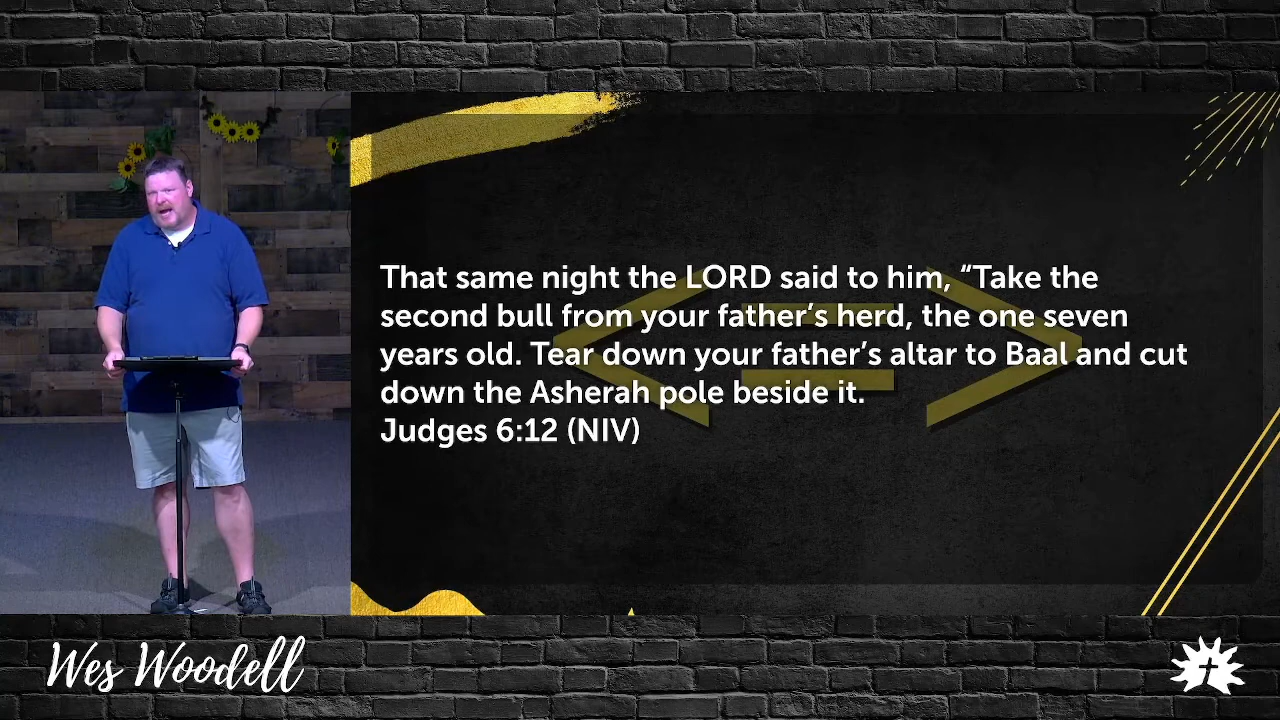 That same night the LORD said to him, “Take the
second bull from your father’s herd, the one seven
years old. Tear down your father’s altar to Baal and cut
down the Asherah pole beside it.
Judges 6:12 (NIV)
Wes Woodell